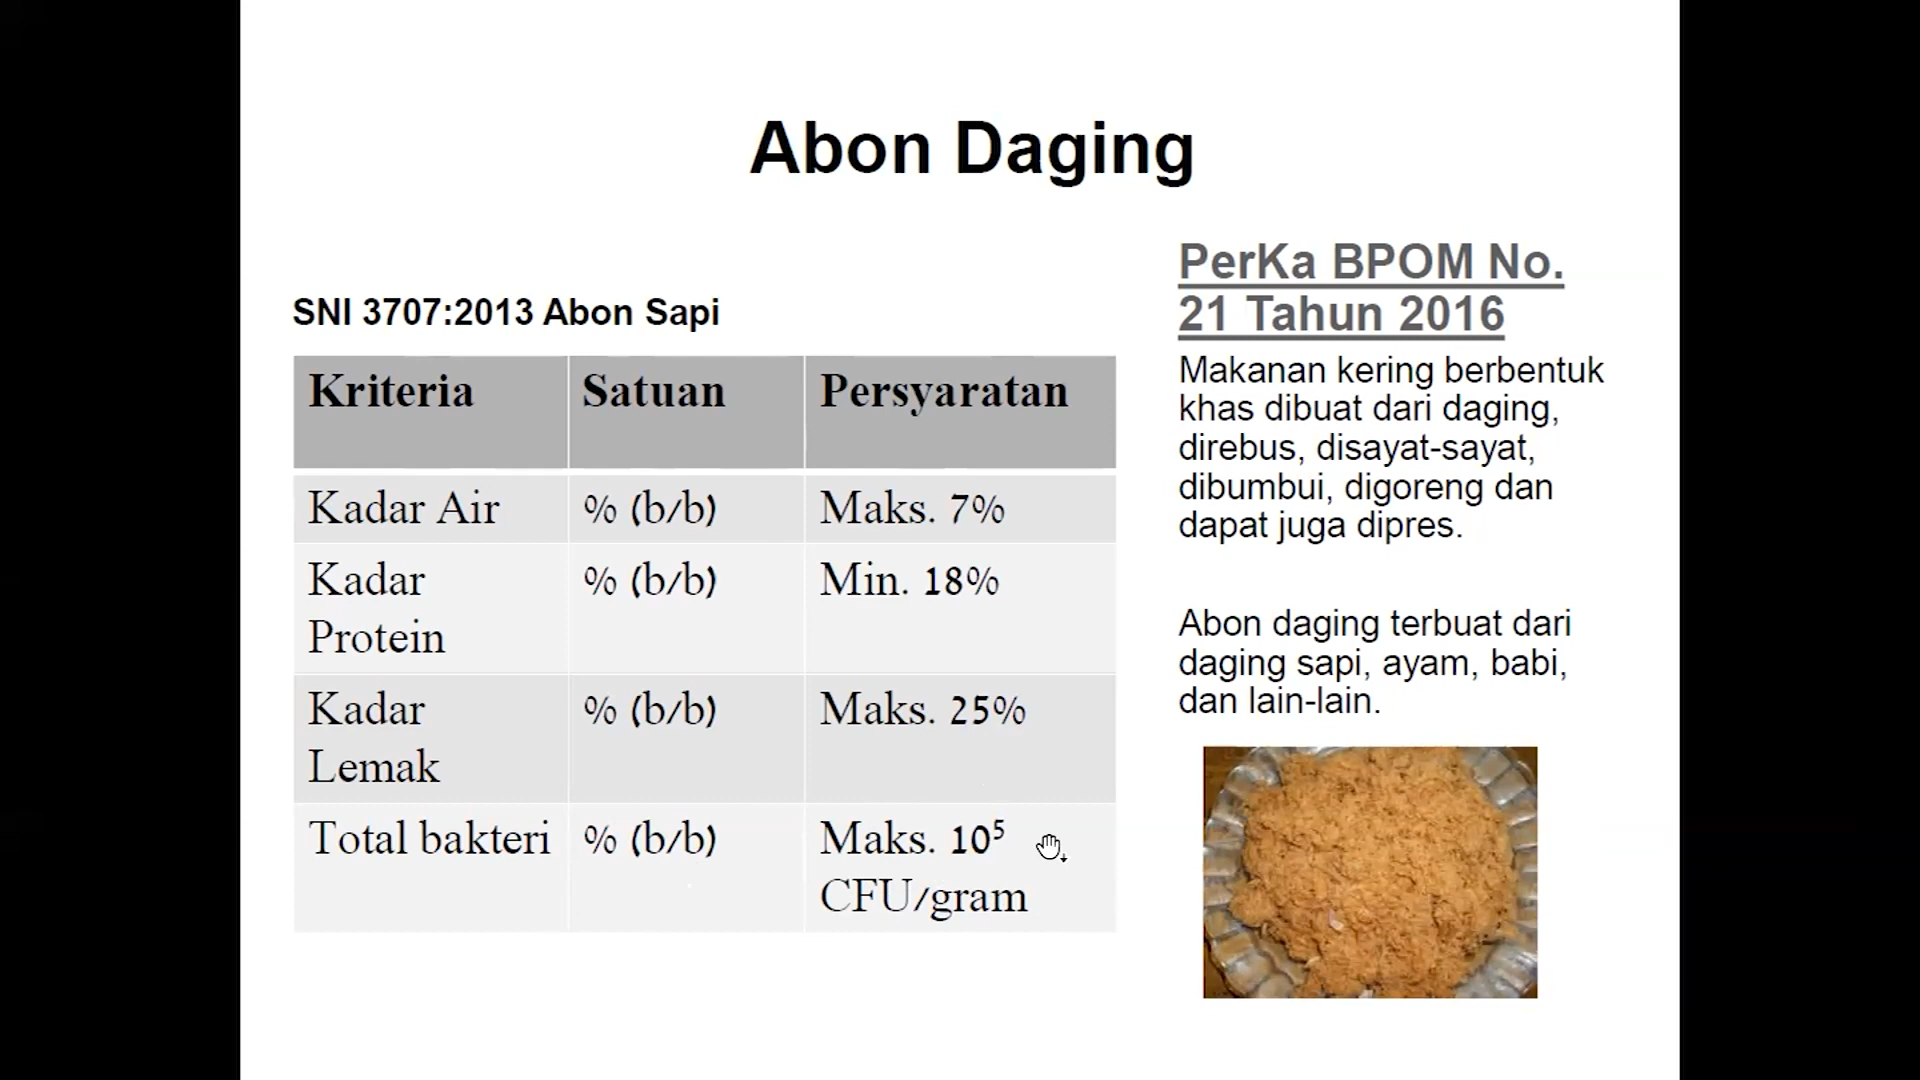 Abon Daging
SNI 3707:2013 Abon Sapi
Kriteria Satuan Persyaratan
Kadar Air % (b/b) Maks. 7%
Kadar % (b/b) Min. 18%
Protein
Kadar % (b/b) Maks. 25%
Lemak
Total bakteri % (b/b) Maks. 10⁵
CFU/gram
PerKa BPOM No.
21 Tahun 2016
Makanan kering berbentuk
khas dibuat dari daging,
direbus, disayat-sayat,
dibumbui, digoreng dan
dapat juga dipres.
Abon daging terbuat dari
daging sapi, ayam, babi,
dan lain-lain.